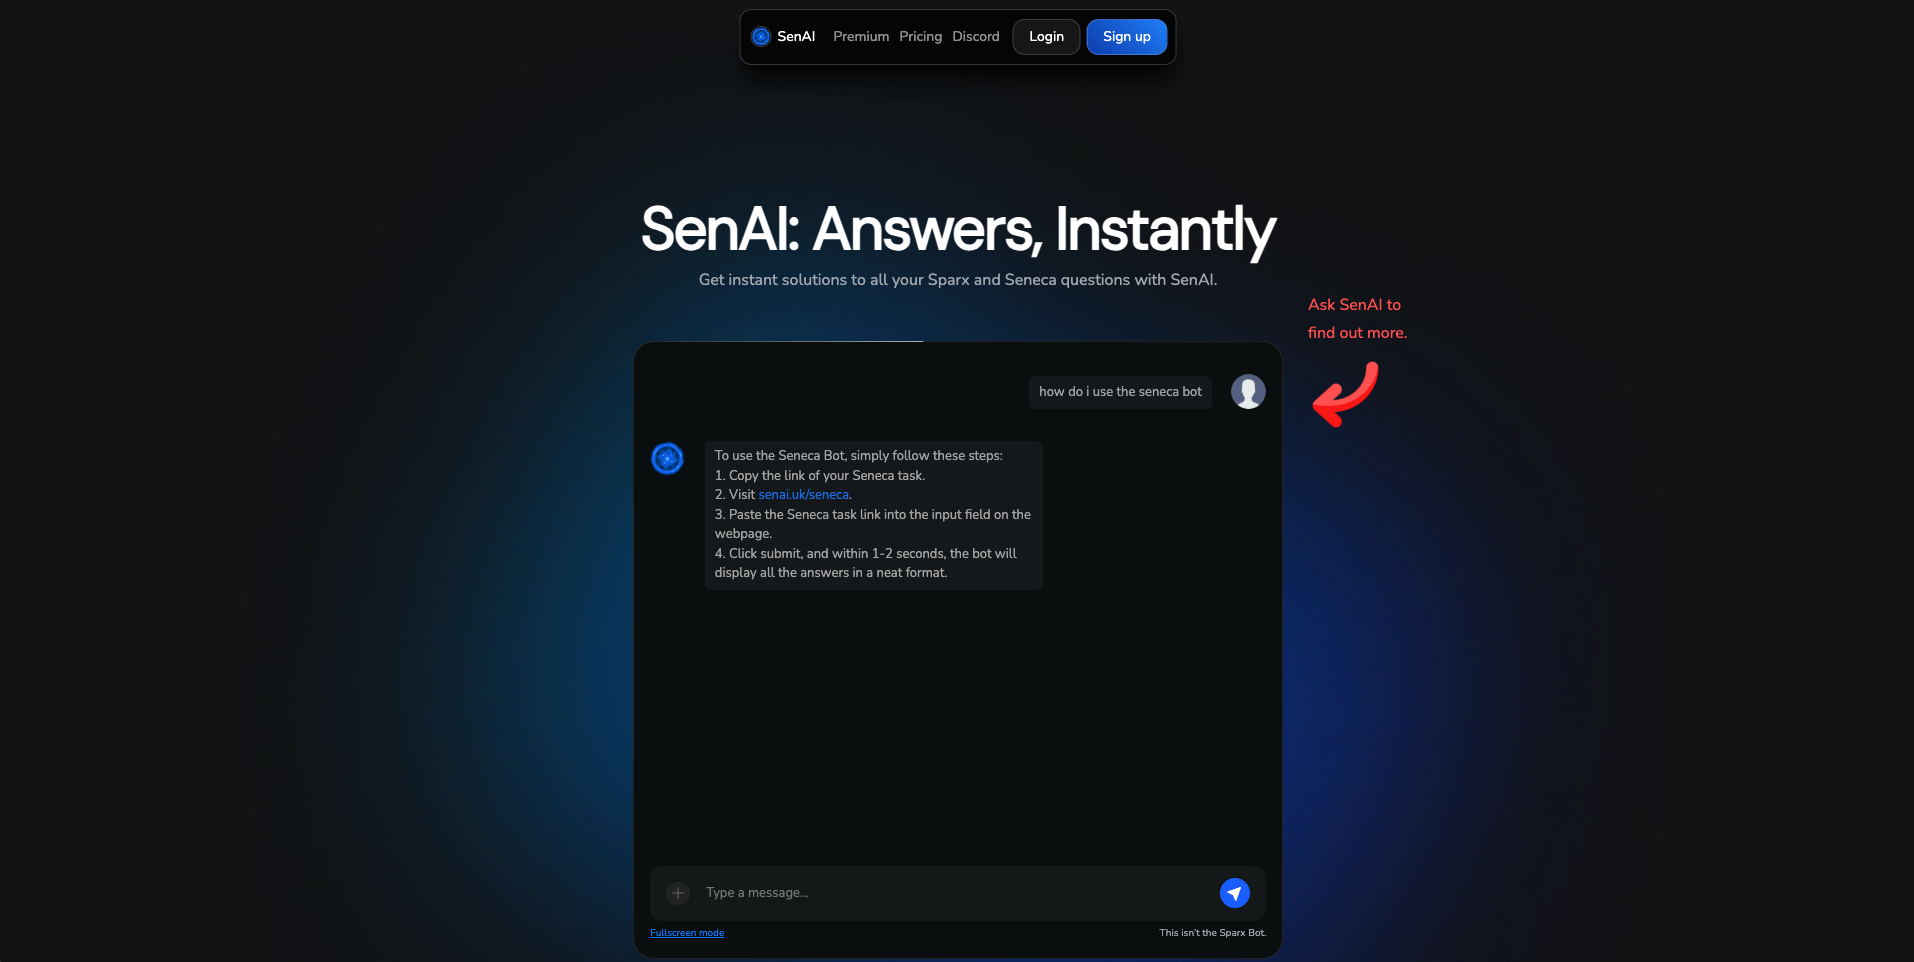 SenAI Premium Pricing Discord Login Sign up
SenAI: Answers, Instantly
Get instant solutions to all your Sparx and Seneca questions with SenAI.
Ask SenAI to
find out more.
how do i use the seneca bot
To use the Seneca Bot, simply follow these steps:
1. Copy the link of your Seneca task.
2. Visit senai.uk/seneca.
3. Paste the Seneca task link into the input field on the
webpage.
4. Click submit, and within 1-2 seconds, the bot will
display all the answers in a neat format.
Type a message...
Fullscreen mode
This isn't the Sparx Bot.